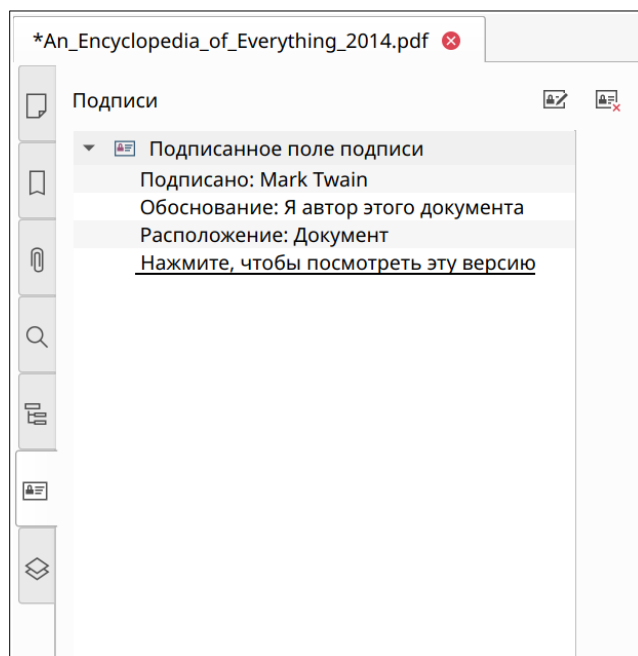 *An_Encyclopedia_of_Everything_2014.pdf
Подписи
Подписанное поле подписи
Подписано: Mark Twain
Обоснование: Я автор этого документа
Расположение: Документ
Нажмите, чтобы посмотреть эту версию